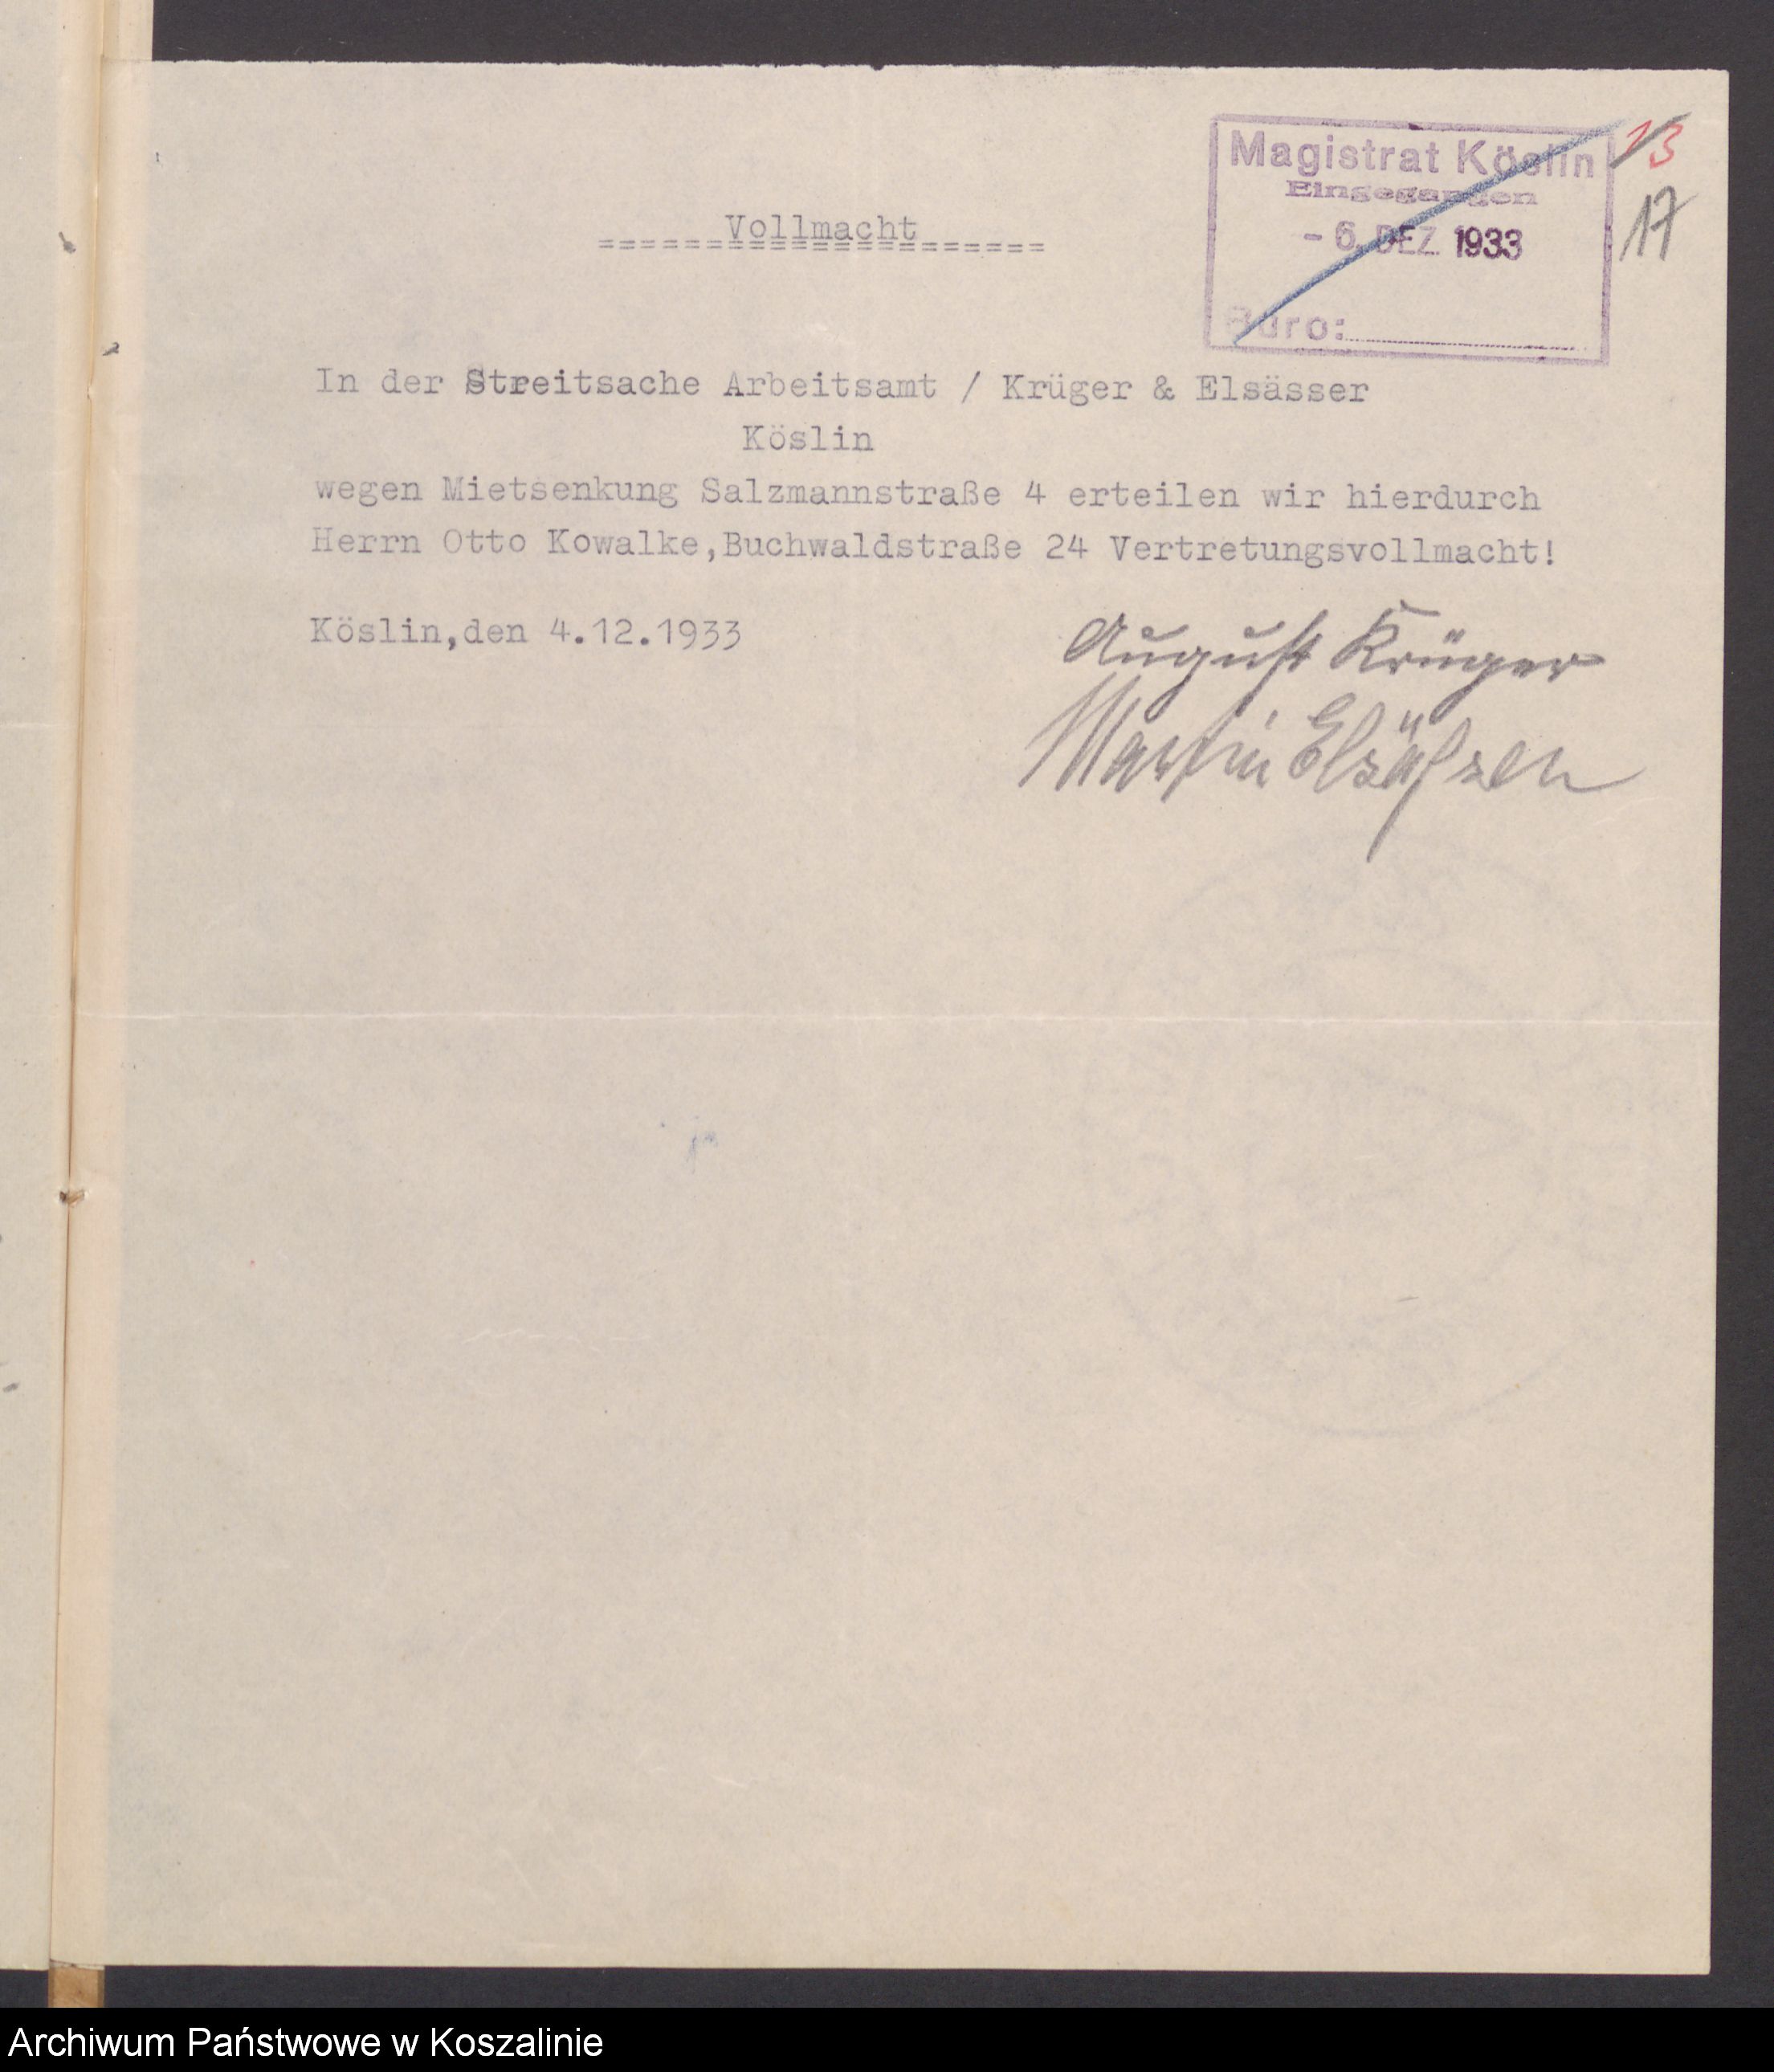 Magistrat Köslin
Eingegangen
- 6. DEZ. 1933
Büro:
13
17
Vollmacht
In der Streitsache Arbeitsamt / Krüger & Elsässer
Köslin
wegen Mietsenkung Salzmannstraße 4 erteilen wir hierdurch
Herrn Otto Kowalke,Buchwaldstraße 24 Vertretungsvollmacht!
Köslin,den 4.12.1933
August Krüger
Martin Elsässer
Archiwum Państwowe w Koszalinie